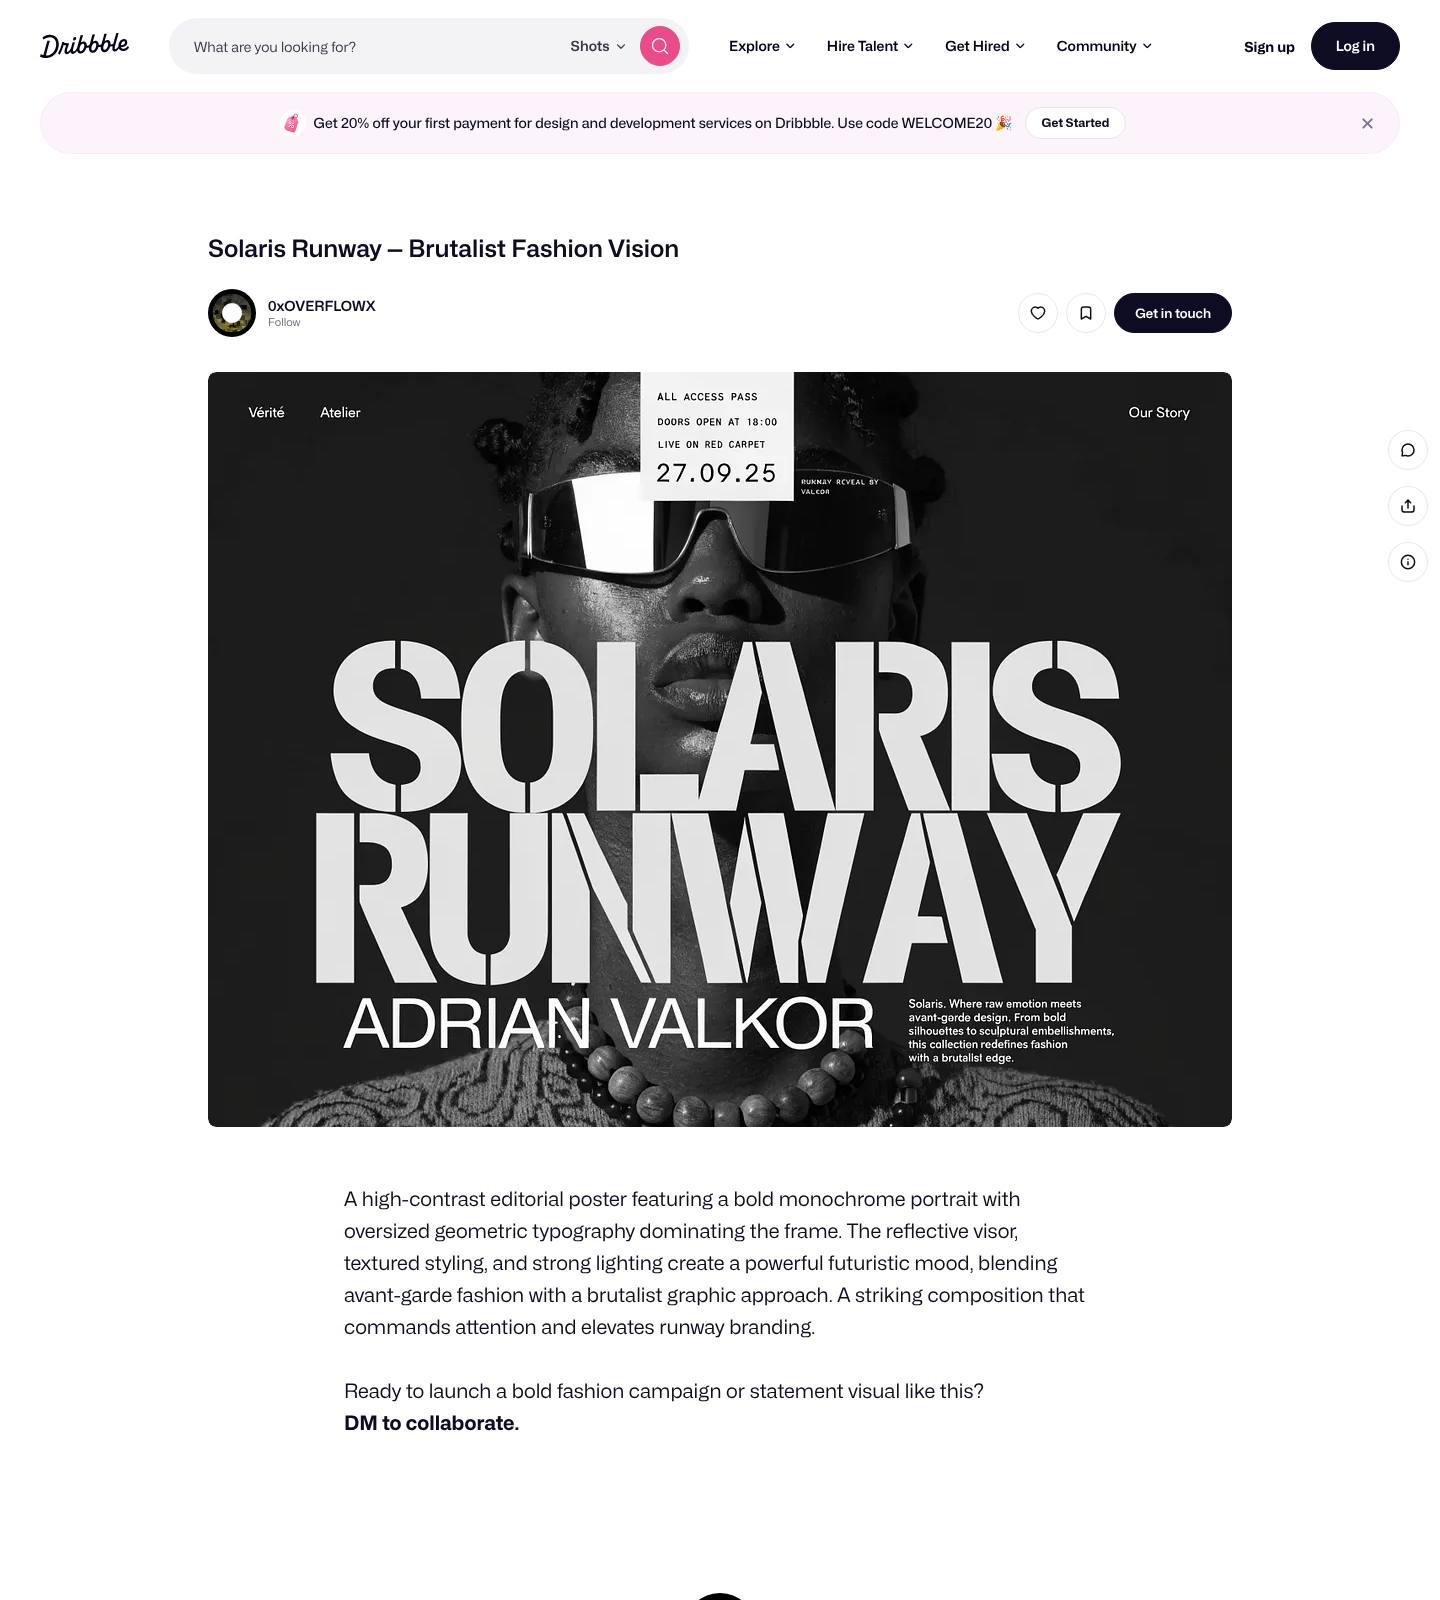 Dribbble
What are you looking for?
Shots
Explore
Hire Talent
Get Hired
Community
Sign up
Log in
Get 20% off your first payment for design and development services on Dribbble. Use code WELCOME20 🎉
Get Started
Solaris Runway – Brutalist Fashion Vision
0xOVERFLOWX
Follow
Get in touch
Vérité
Atelier
Our Story
ALL ACCESS PASS
DOORS OPEN AT 18:00
LIVE ON RED CARPET
27.09.25
RUNWAY REVEAL BY
VALKOR
SOLARIS
RUNWAY
ADRIAN VALKOR
Solaris. Where raw emotion meets
avant-garde design. From bold
silhouettes to sculptural embellishments,
this collection redefines fashion
with a brutalist edge.
A high-contrast editorial poster featuring a bold monochrome portrait with
oversized geometric typography dominating the frame. The reflective visor,
textured styling, and strong lighting create a powerful futuristic mood, blending
avant-garde fashion with a brutalist graphic approach. A striking composition that
commands attention and elevates runway branding.
Ready to launch a bold fashion campaign or statement visual like this?
DM to collaborate.